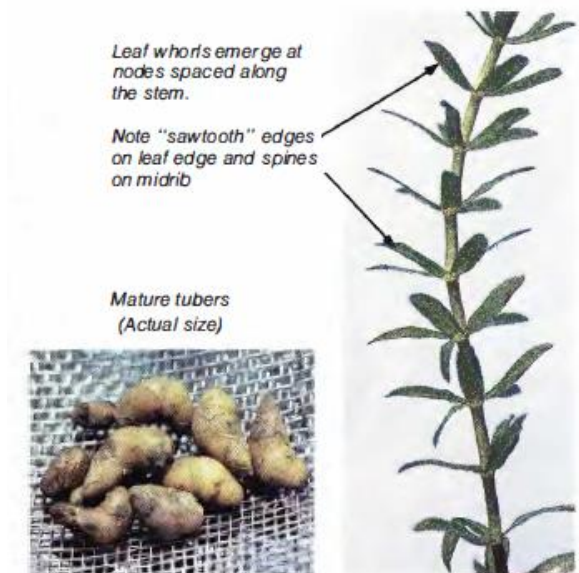 Leaf whorls emerge at
nodes spaced along
the stem.
Note "sawtooth" edges
on leaf edge and spines
on midrib
Mature tubers
(Actual size)